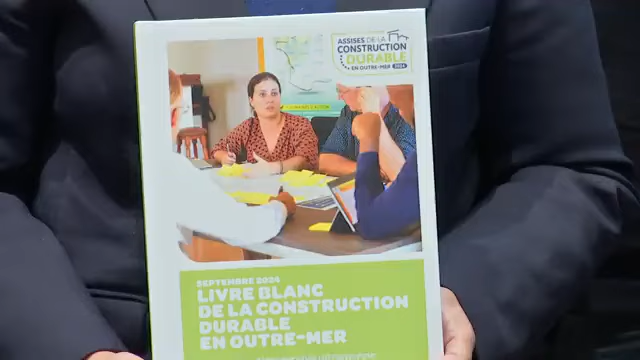 ASSISES DE LA
CONSTRUCTION
DURABLE
EN OUTRE-MER 2024
SEPTEMBRE 2024
LIVRE BLANC
DE LA CONSTRUCTION
DURABLE
EN OUTRE-MER